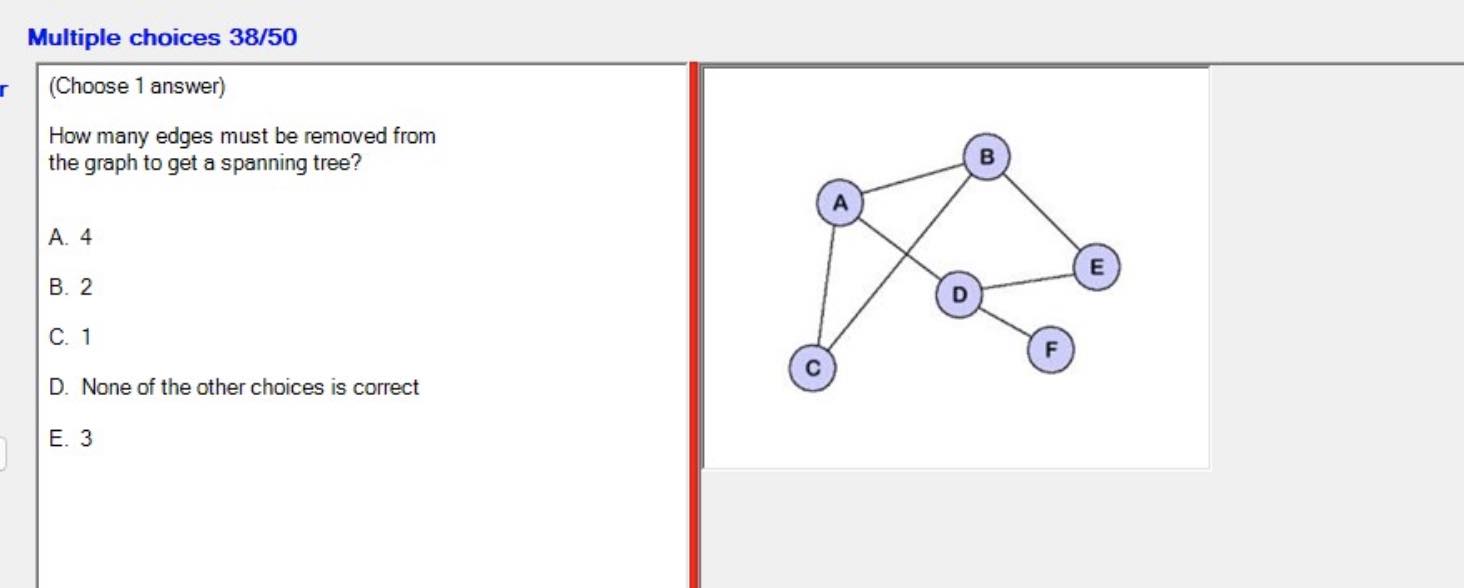 Multiple choices 38/50
r
(Choose 1 answer)
How many edges must be removed from
the graph to get a spanning tree?
A. 4
B. 2
C. 1
D. None of the other choices is correct
E. 3
B
A
E
D
F
C